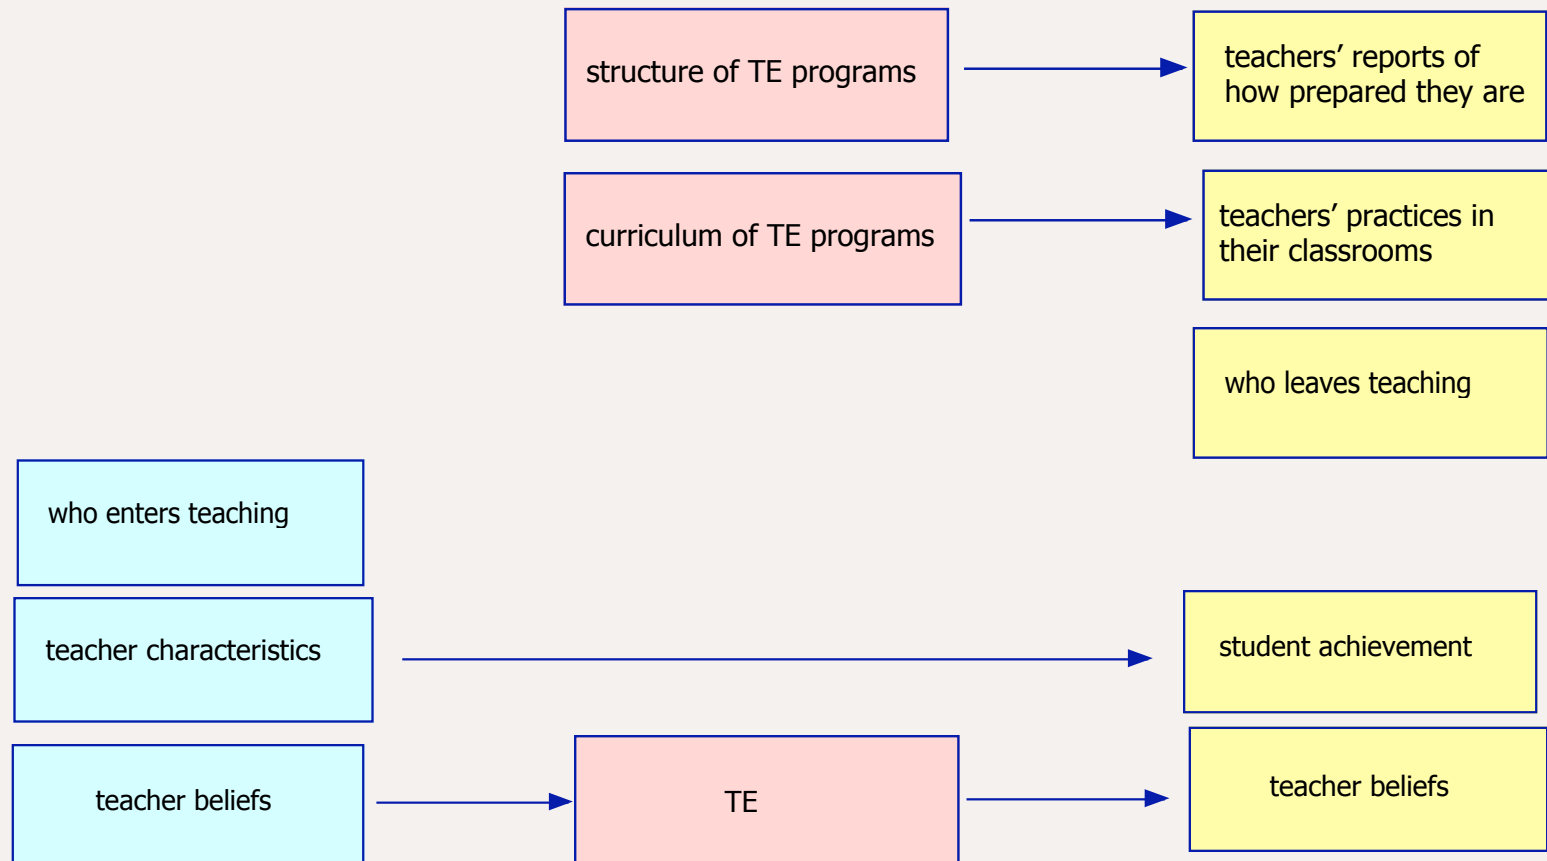 structure of TE programs
teachers’ reports of
how prepared they are
curriculum of TE programs
teachers’ practices in
their classrooms
who leaves teaching
who enters teaching
teacher characteristics
student achievement
teacher beliefs
TE
teacher beliefs